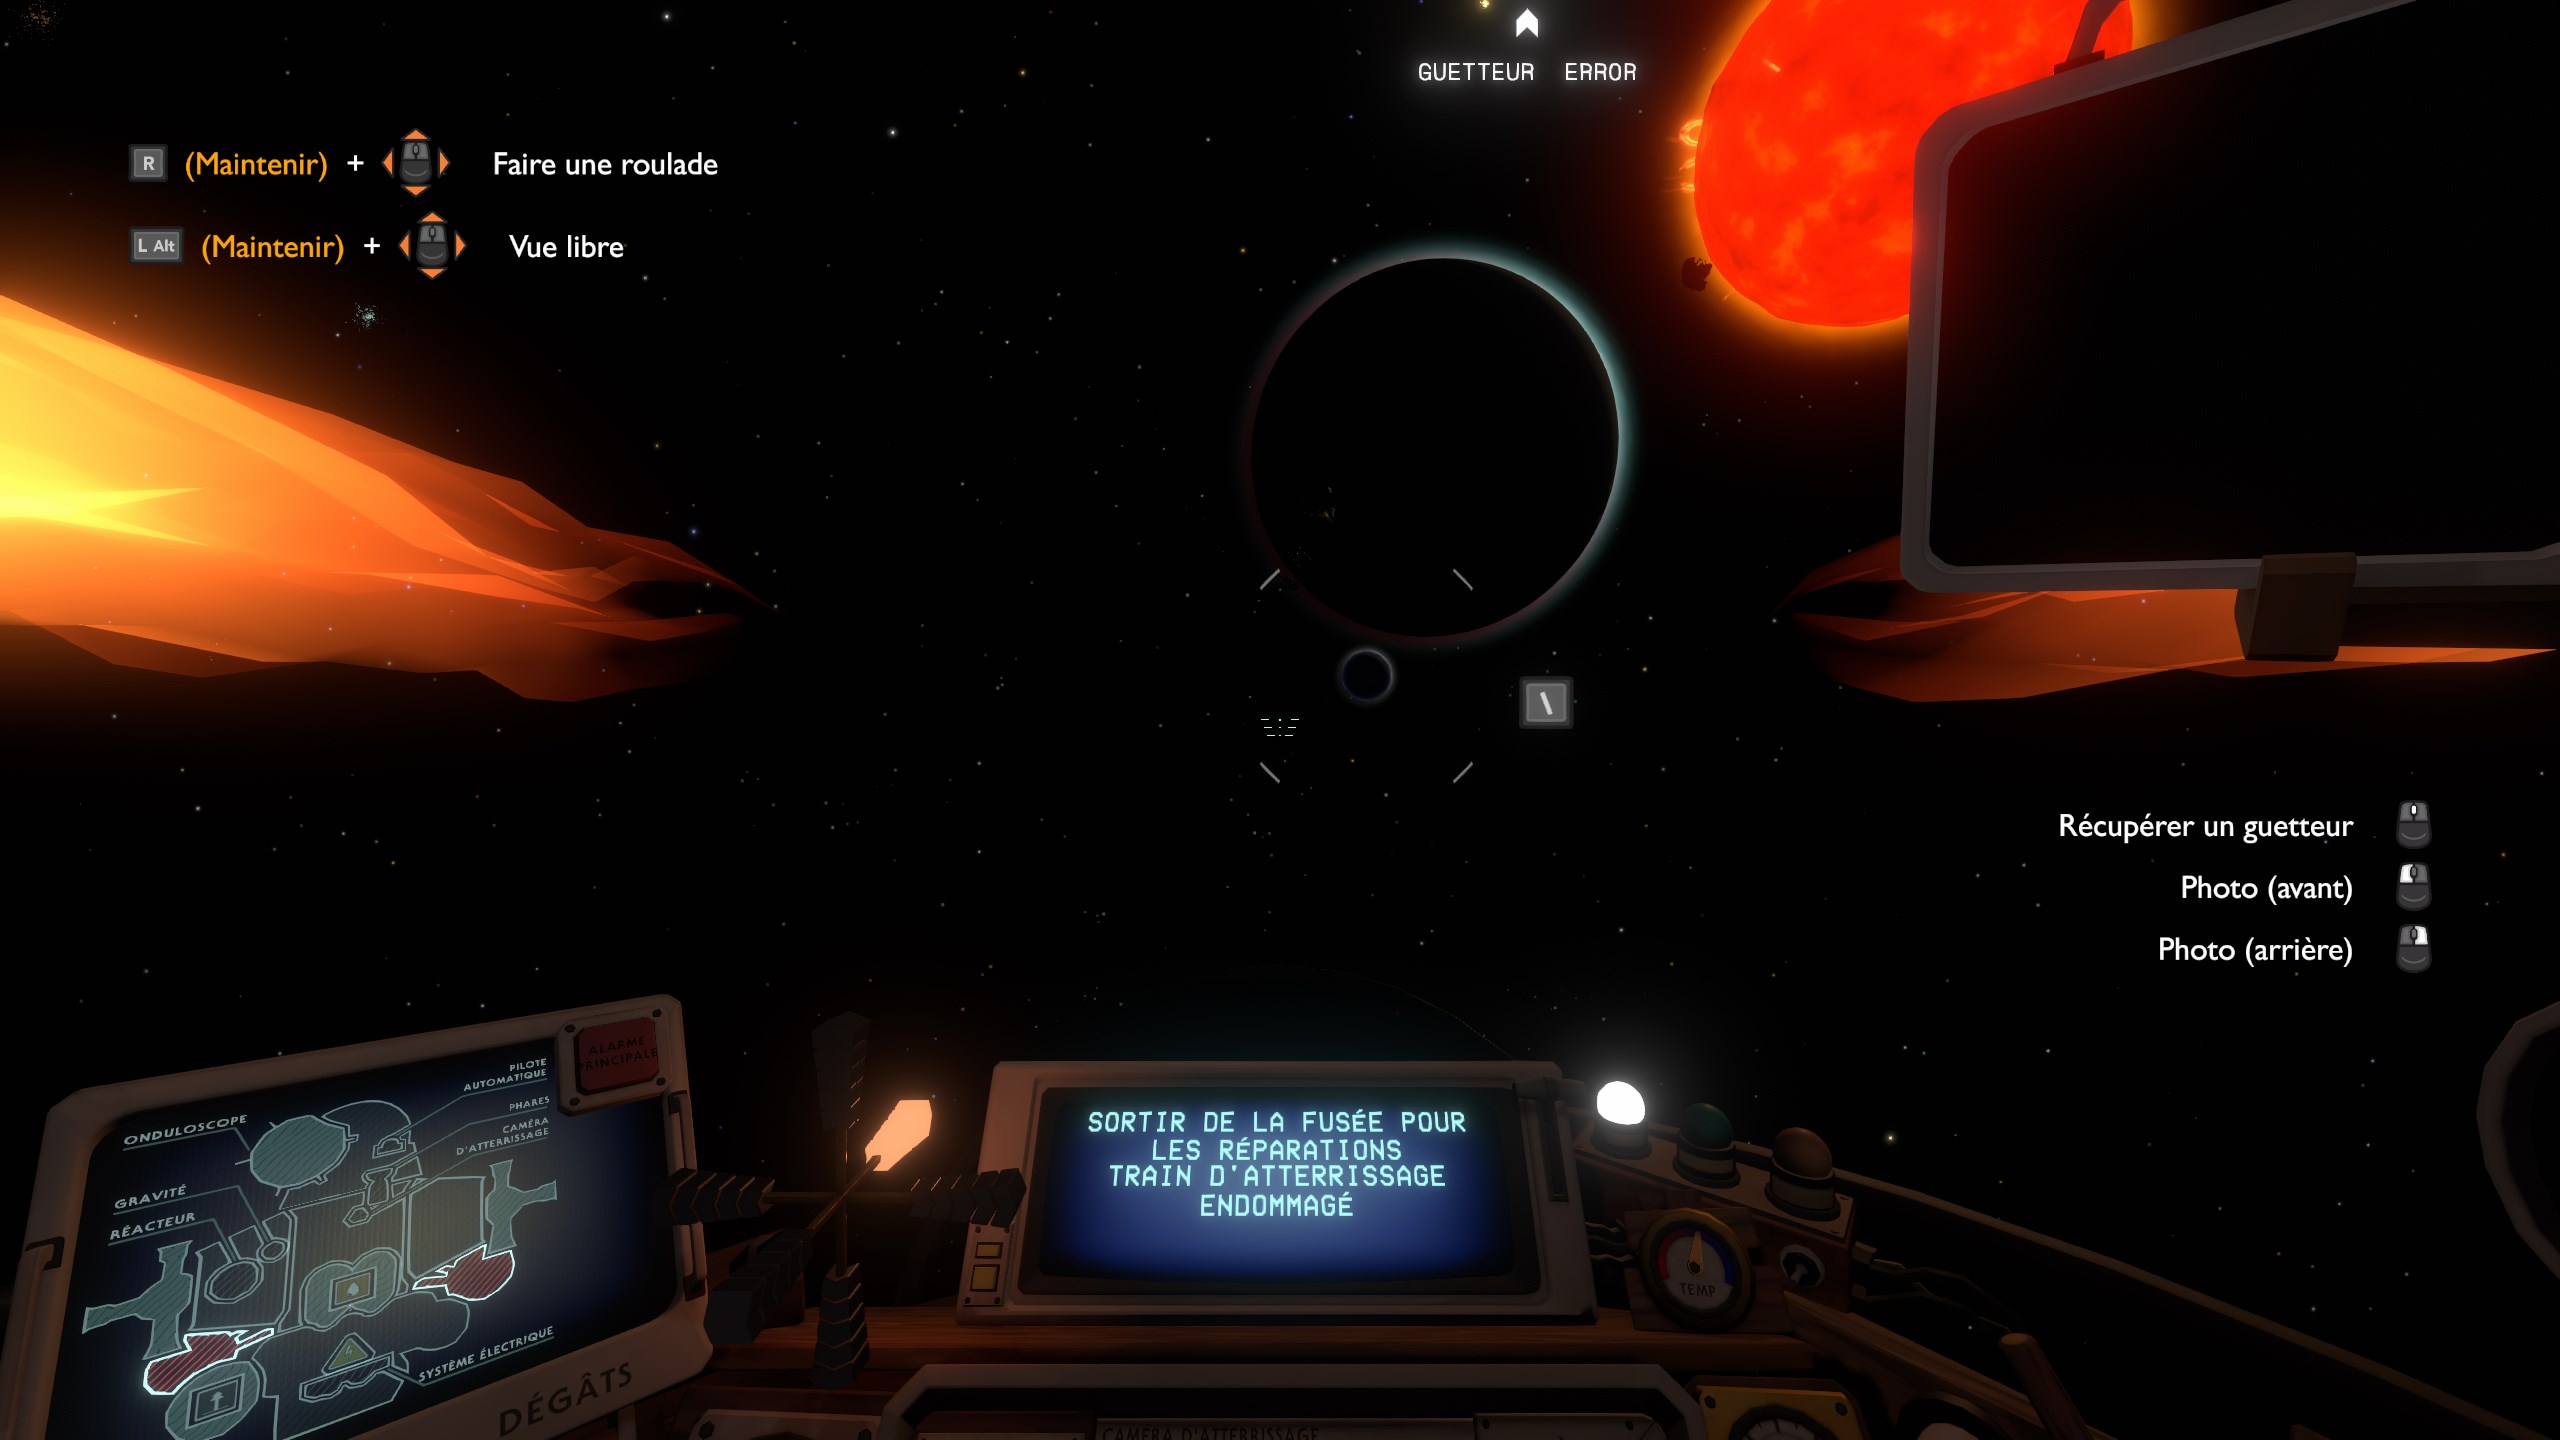 GUETTEUR ERROR
R (Maintenir) + Faire une roulade
L Alt (Maintenir) + Vue libre
\
Récupérer un guetteur
Photo (avant)
Photo (arrière)
ALARME
PRINCIPALE
PILOTE
AUTOMATIQUE
PHARES
CAMÉRA
D'ATTERRISSAGE
ONDULOSCOPE
GRAVITÉ
RÉACTEUR
SYSTÈME ÉLECTRIQUE
DÉGÂTS
SORTIR DE LA FUSÉE POUR
LES RÉPARATIONS
TRAIN D'ATTERRISSAGE
ENDOMMAGÉ
TEMP
CAMÉRA D'ATTERRISSAGE